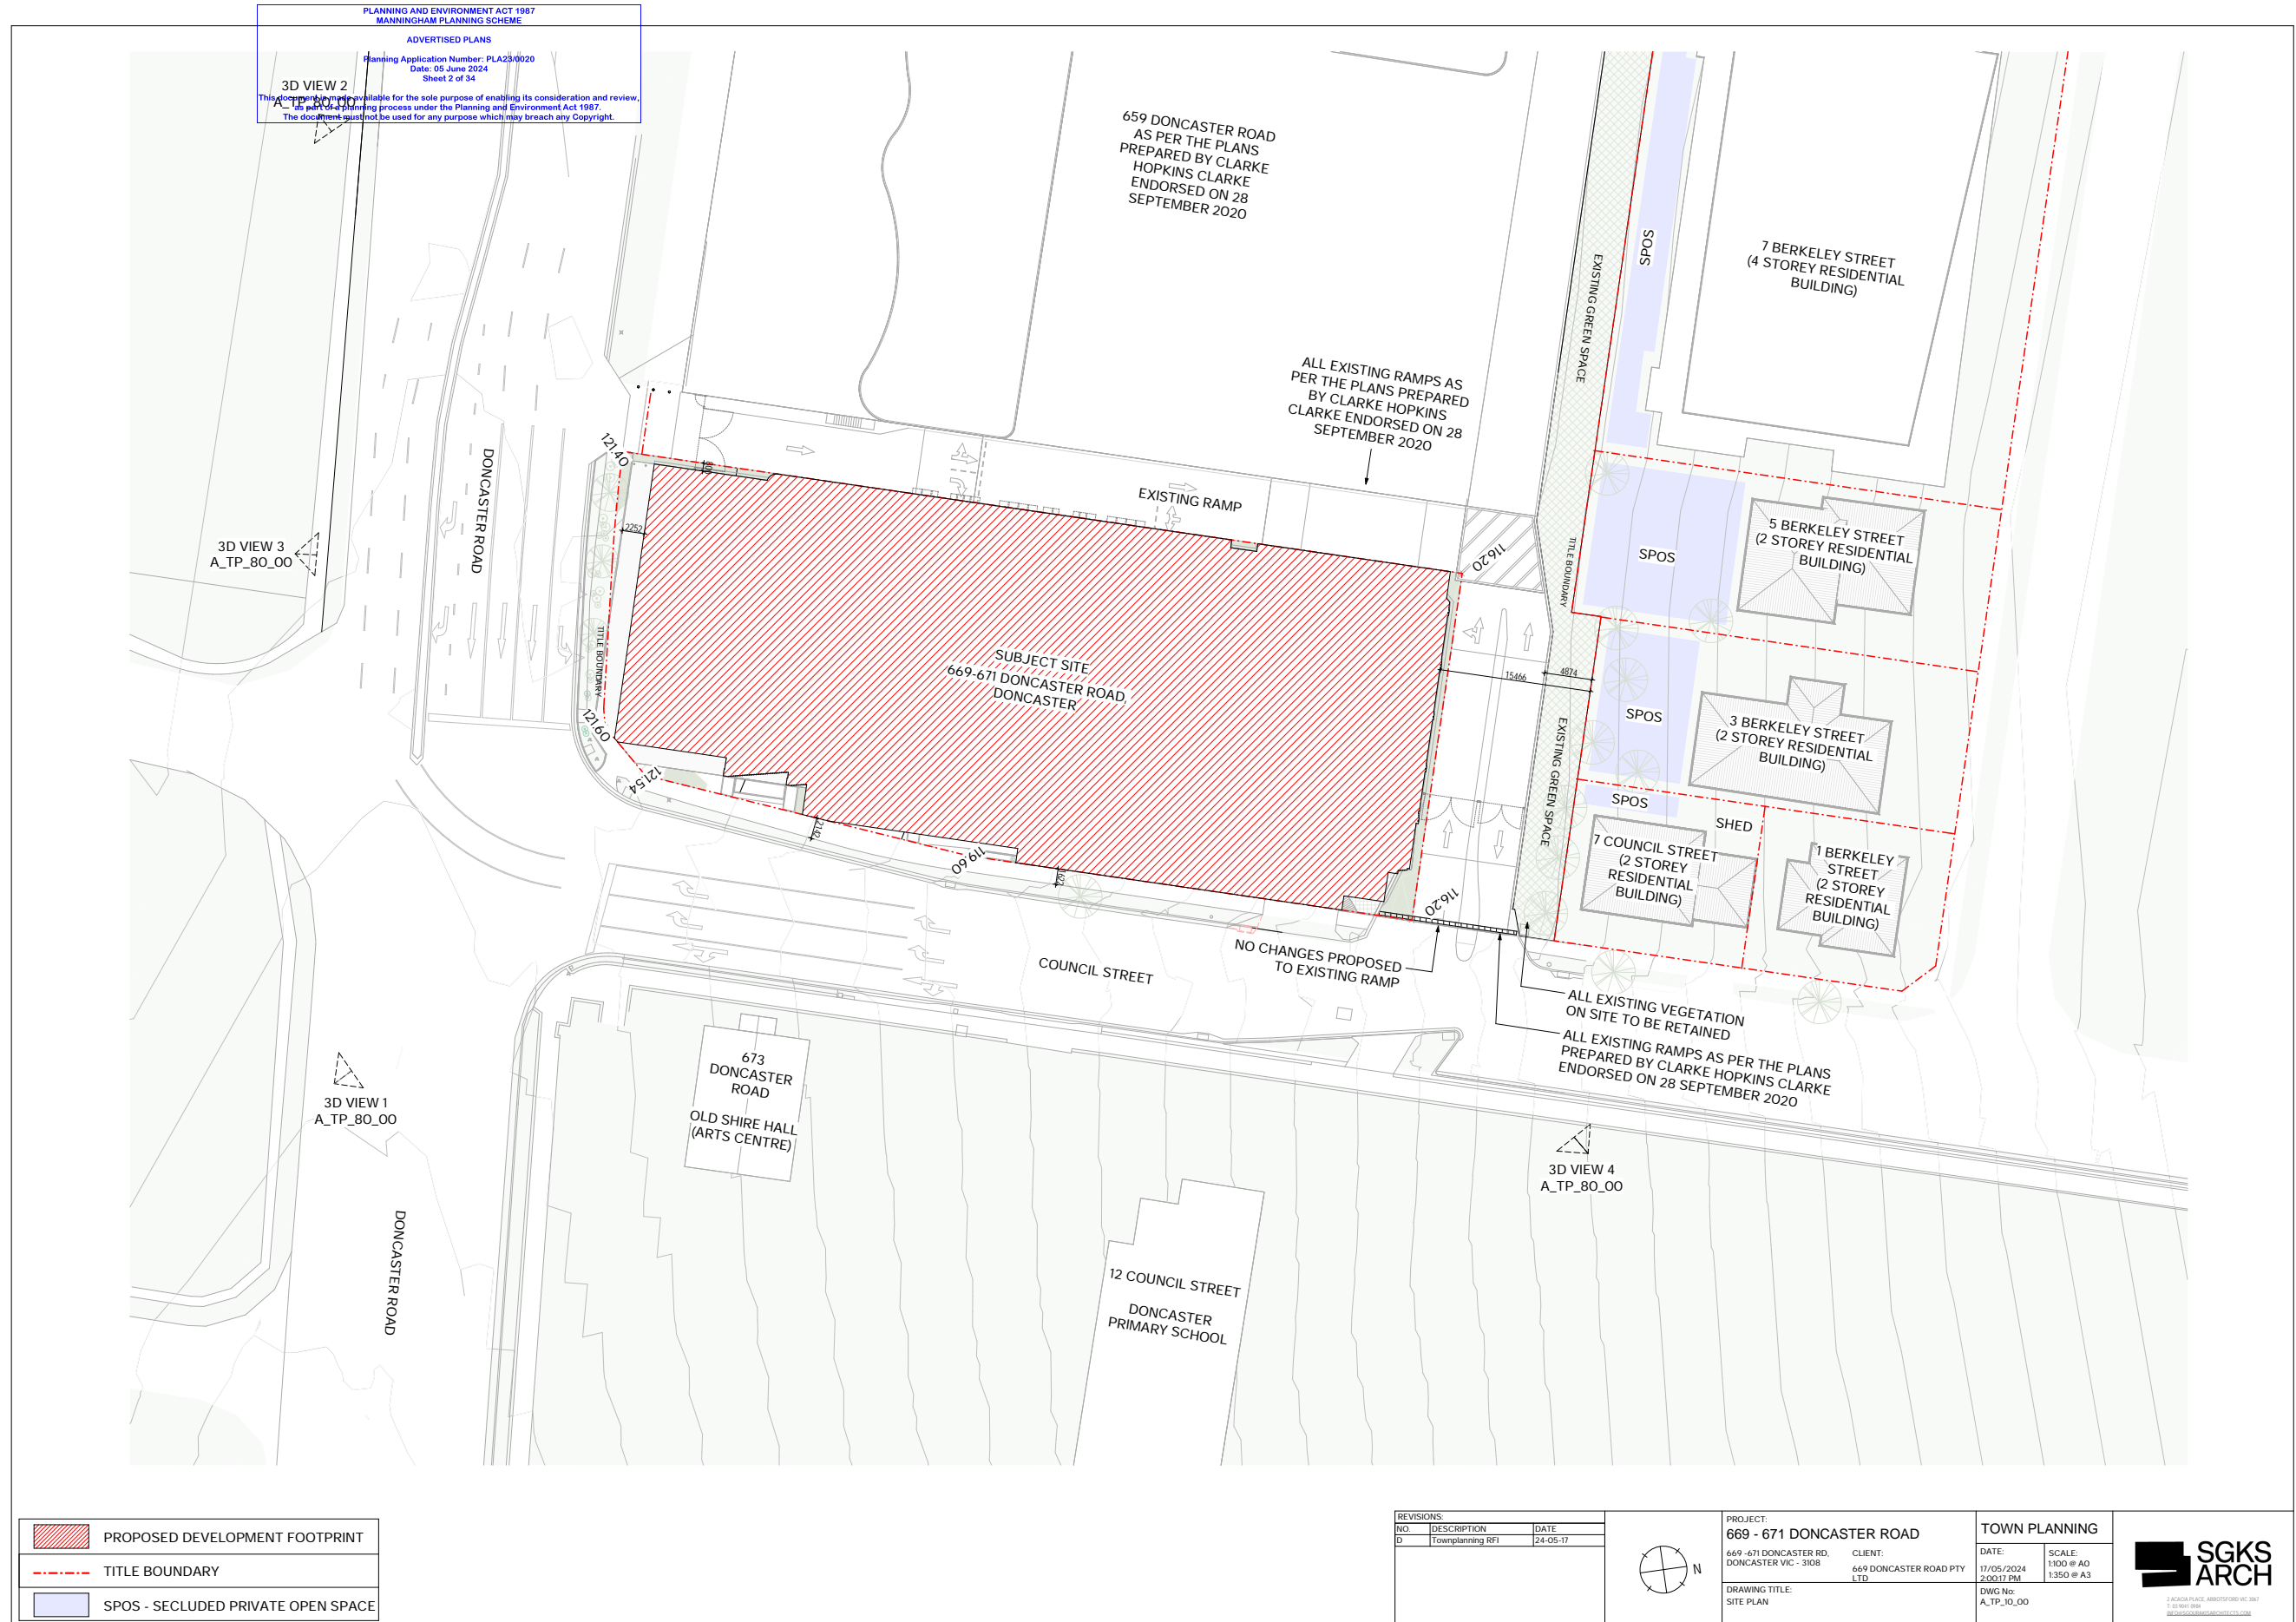 PLANNING AND ENVIRONMENT ACT 1987
MANNINGHAM PLANNING SCHEME
ADVERTISED PLANS
Planning Application Number: PLA23/0020
Date: 05 June 2024
Sheet 2 of 34
This document is made available for the sole purpose of enabling its consideration and review,
as part of a planning process under the Planning and Environment Act 1987.
The document must not be used for any purpose which may breach any Copyright.
3D VIEW 2
A_TP_80_00
659 DONCASTER ROAD
AS PER THE PLANS
PREPARED BY CLARKE
HOPKINS CLARKE
ENDORSED ON 28
SEPTEMBER 2020
SPOS
7 BERKELEY STREET
(4 STOREY RESIDENTIAL
BUILDING)
EXISTING GREEN SPACE
ALL EXISTING RAMPS AS
PER THE PLANS PREPARED
BY CLARKE HOPKINS
CLARKE ENDORSED ON 28
SEPTEMBER 2020
121.40
DONCASTER ROAD
2252
EXISTING RAMP
116.20
TITLE BOUNDARY
SPOS
5 BERKELEY STREET
(2 STOREY RESIDENTIAL
BUILDING)
3D VIEW 3
A_TP_80_00
TITLE BOUNDARY
SUBJECT SITE
669-671 DONCASTER ROAD,
DONCASTER
15466
4874
SPOS
3 BERKELEY STREET
(2 STOREY RESIDENTIAL
BUILDING)
121.60
121.54
2142
119.60
EXISTING GREEN SPACE
SPOS
SHED
7 COUNCIL STREET
(2 STOREY
RESIDENTIAL
BUILDING)
1 BERKELEY
STREET
(2 STOREY
RESIDENTIAL
BUILDING)
116.20
NO CHANGES PROPOSED
TO EXISTING RAMP
COUNCIL STREET
ALL EXISTING VEGETATION
ON SITE TO BE RETAINED
ALL EXISTING RAMPS AS PER THE PLANS
PREPARED BY CLARKE HOPKINS CLARKE
ENDORSED ON 28 SEPTEMBER 2020
673
DONCASTER
ROAD
OLD SHIRE HALL
(ARTS CENTRE)
3D VIEW 1
A_TP_80_00
3D VIEW 4
A_TP_80_00
DONCASTER ROAD
12 COUNCIL STREET
DONCASTER
PRIMARY SCHOOL
PROPOSED DEVELOPMENT FOOTPRINT
TITLE BOUNDARY
SPOS - SECLUDED PRIVATE OPEN SPACE
REVISIONS:
NO. DESCRIPTION DATE
D Townplanning RFI 24-05-17
N
PROJECT:
669 - 671 DONCASTER ROAD
669 -671 DONCASTER RD,
DONCASTER VIC - 3108
CLIENT:
669 DONCASTER ROAD PTY
LTD
DRAWING TITLE:
SITE PLAN
TOWN PLANNING
DATE:
17/05/2024
2:00:17 PM
SCALE:
1:100 @ A0
1:350 @ A3
DWG No:
A_TP_10_00
SGKS
ARCH
2 ACACIA PLACE, ABBOTSFORD VIC 3067